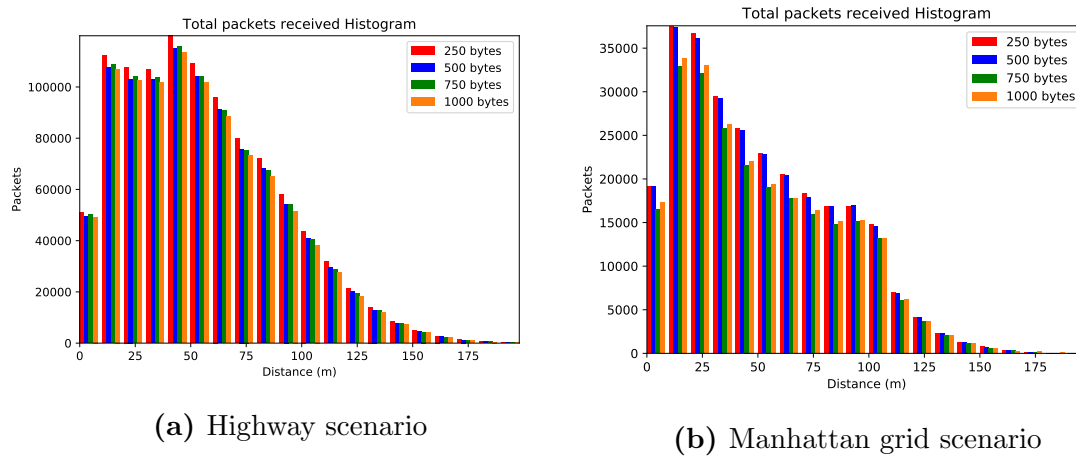 Total packets received Histogram
250 bytes
500 bytes
750 bytes
1000 bytes
Packets
100000
80000
60000
40000
20000
0
0 25 50 75 100 125 150 175
Distance (m)
(a) Highway scenario
Total packets received Histogram
250 bytes
500 bytes
750 bytes
1000 bytes
Packets
35000
30000
25000
20000
15000
10000
5000
0
0 25 50 75 100 125 150 175
Distance (m)
(b) Manhattan grid scenario